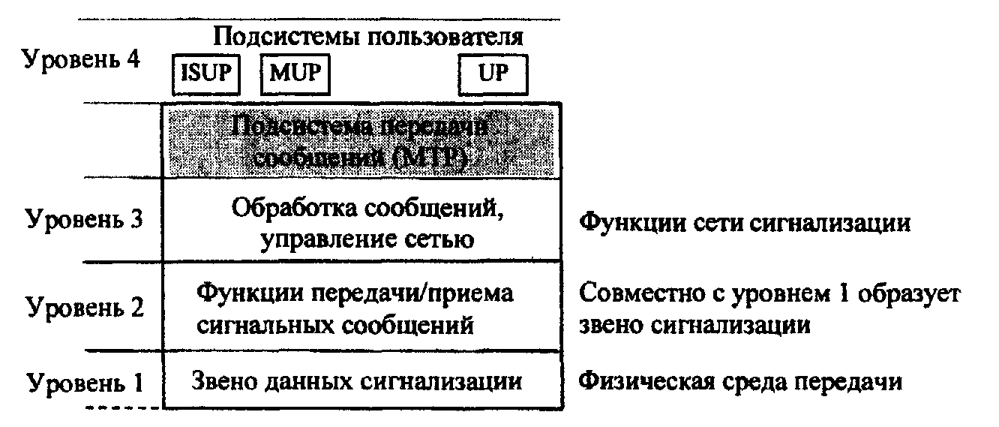 Подсистемы пользователя
Уровень 4
ISUP MUP UP
Подсистема передачи
сообщений (МТР)
Обработка сообщений,
управление сетью
Уровень 3
Функции сети сигнализации
Функции передачи/приема
сигнальных сообщений
Уровень 2
Совместно с уровнем 1 образует
звено сигнализации
Уровень 1
Звено данных сигнализации
Физическая среда передачи